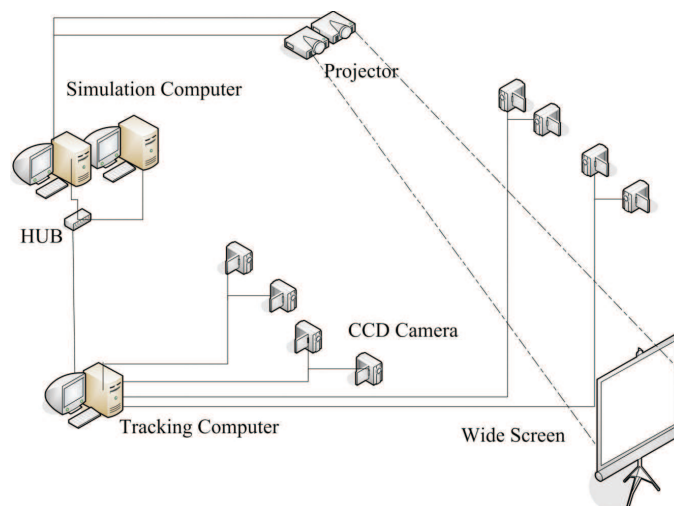 Projector
Simulation Computer
HUB
CCD Camera
Tracking Computer
Wide Screen